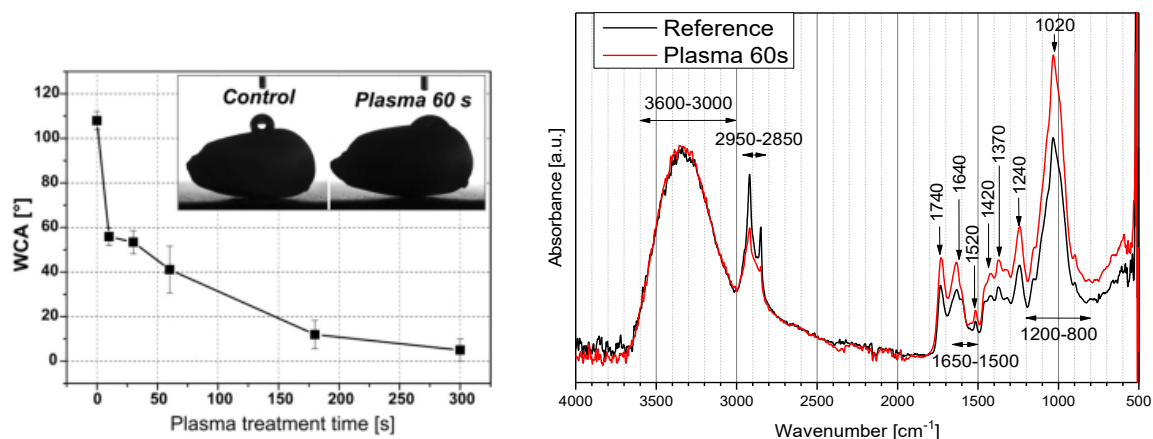 WCA [°]
120
100
80
60
40
20
0
Control
Plasma 60 s
0 50 100 150 200 250 300
Plasma treatment time [s]
Absorbance [a.u.]
Reference
Plasma 60s
3600-3000
2950-2850
1740
1640
1520
1420
1370
1240
1020
1650-1500
1200-800
4000 3500 3000 2500 2000 1500 1000 500
Wavenumber [cm⁻¹]